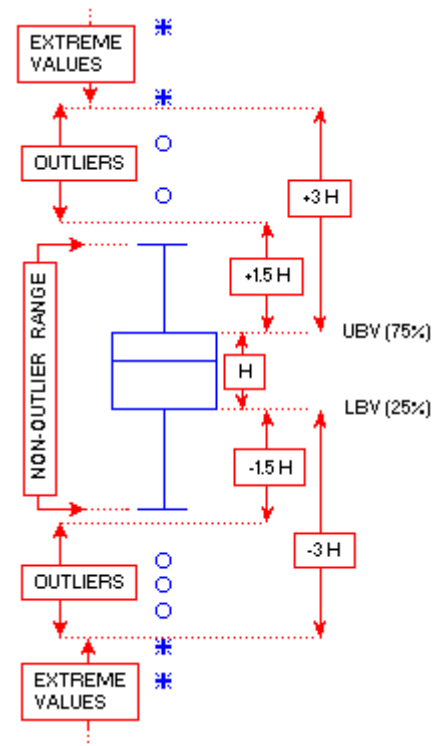 EXTREME
VALUES
OUTLIERS
+3 H
+1.5 H
NON-OUTLIER RANGE
UBV (75%)
H
LBV (25%)
-1.5 H
-3 H
OUTLIERS
EXTREME
VALUES